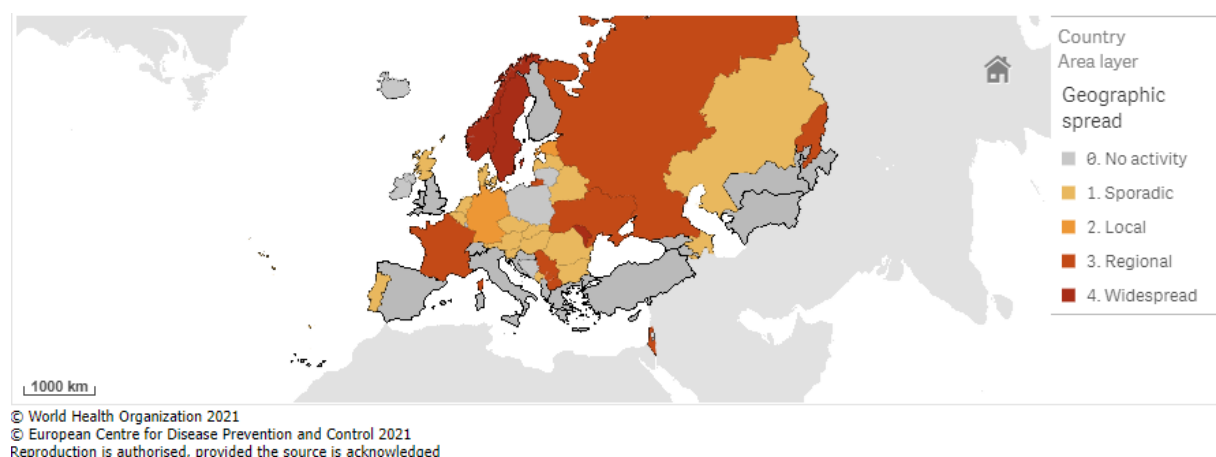 Country
Area layer
Geographic
spread
0. No activity
1. Sporadic
2. Local
3. Regional
4. Widespread
1000 km
© World Health Organization 2021
© European Centre for Disease Prevention and Control 2021
Reproduction is authorised, provided the source is acknowledged